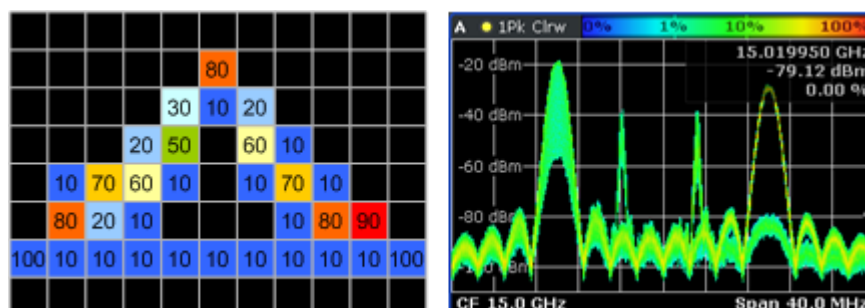 80
30 10 20
20 50 60 10
10 70 60 10 10 70 10
80 20 10 10 80 90
100 10 10 10 10 10 10 10 10 10 100
A 1Pk Clrw 0% 1% 10% 100%
15.019950 GHz
-79.12 dBm
0.00 %
-20 dBm
-40 dBm
-60 dBm
-80 dBm
CF 15.0 GHz Span 40.0 MHz